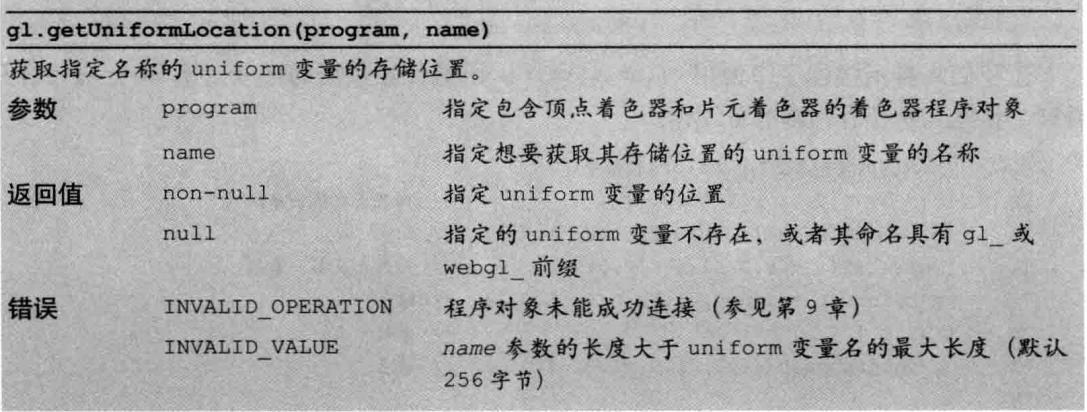 gl.getUniformLocation(program, name)
获取指定名称的 uniform 变量的存储位置。
参数 program 指定包含顶点着色器和片元着色器的着色器程序对象
name 指定想要获取其存储位置的 uniform 变量的名称
返回值 non-null 指定 uniform 变量的位置
null 指定的 uniform 变量不存在，或者其命名具有 gl_ 或
webgl_ 前缀
错误 INVALID_OPERATION 程序对象未能成功连接（参见第 9 章）
INVALID_VALUE name 参数的长度大于 uniform 变量名的最大长度（默认
256 字节）